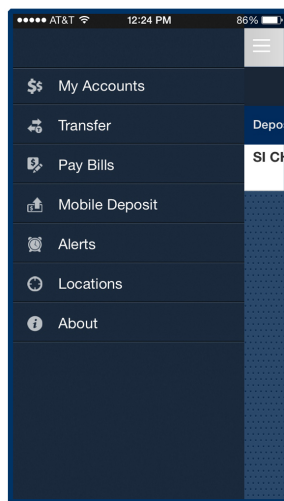 AT&T 12:24 PM 86%
My Accounts
Transfer
Depo
Pay Bills
SI CH
Mobile Deposit
Alerts
Locations
About